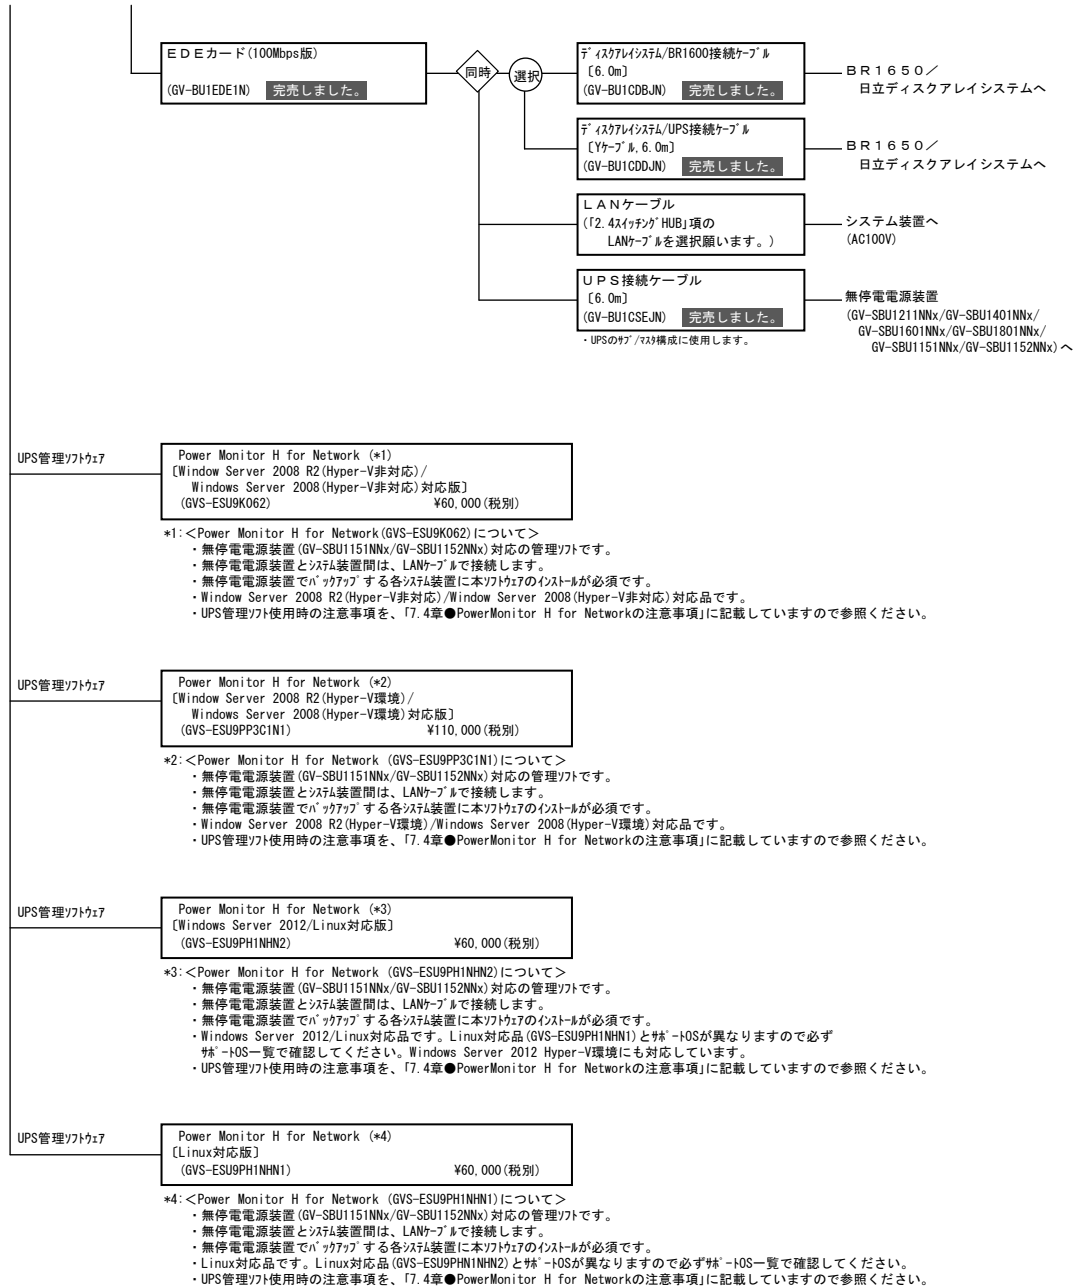 ＥＤＥカード(100Mbps版)
(GV-BU1EDE1N) 完売しました。
同時
選択
ﾃﾞｨｽｸｱﾚｲｼｽﾃﾑ/BR1600接続ｹｰﾌﾞﾙ
〔6.0m〕
(GV-BU1CDBJN) 完売しました。
ＢＲ１６５０／
日立ディスクアレイシステムへ
ﾃﾞｨｽｸｱﾚｲｼｽﾃﾑ/UPS接続ｹｰﾌﾞﾙ
〔Yｹｰﾌﾞﾙ,6.0m〕
(GV-BU1CDDJN) 完売しました。
ＢＲ１６５０／
日立ディスクアレイシステムへ
ＬＡＮケーブル
(｢2.4ｽｲｯﾁﾝｸﾞHUB｣項の
LANｹｰﾌﾞﾙを選択願います。)
システム装置へ
(AC100V)
ＵＰＳ接続ケーブル
〔6.0m〕
(GV-BU1CSEJN) 完売しました。
・UPSのｻﾌﾞ/ﾏｽﾀ構成に使用します。
無停電電源装置
(GV-SBU1211NNx/GV-SBU1401NNx/
GV-SBU1601NNx/GV-SBU1801NNx/
GV-SBU1151NNx/GV-SBU1152NNx)へ
UPS管理ｿﾌﾄｳｪｱ
Power Monitor H for Network (*1)
〔Window Server 2008 R2(Hyper-V非対応)/
Windows Server 2008(Hyper-V非対応)対応版〕
(GVS-ESU9K062) ¥60,000(税別)
*1:＜Power Monitor H for Network(GVS-ESU9K062)について＞
・無停電電源装置(GV-SBU1151NNx/GV-SBU1152NNx)対応の管理ｿﾌﾄです。
・無停電電源装置とｼｽﾃﾑ装置間は、LANｹｰﾌﾞﾙで接続します。
・無停電電源装置でﾊﾞｯｸｱｯﾌﾟする各ｼｽﾃﾑ装置に本ｿﾌﾄｳｪｱのｲﾝｽﾄｰﾙが必須です。
・Window Server 2008 R2(Hyper-V非対応)/Window Server 2008(Hyper-V非対応)対応品です。
・UPS管理ｿﾌﾄ使用時の注意事項を、｢7.4章●PowerMonitor H for Networkの注意事項｣に記載していますので参照ください。
UPS管理ｿﾌﾄｳｪｱ
Power Monitor H for Network (*2)
〔Window Server 2008 R2(Hyper-V環境)/
Windows Server 2008(Hyper-V環境)対応版〕
(GVS-ESU9PP3C1N1) ¥110,000(税別)
*2:＜Power Monitor H for Network (GVS-ESU9PP3C1N1)について＞
・無停電電源装置(GV-SBU1151NNx/GV-SBU1152NNx)対応の管理ｿﾌﾄです。
・無停電電源装置とｼｽﾃﾑ装置間は、LANｹｰﾌﾞﾙで接続します。
・無停電電源装置でﾊﾞｯｸｱｯﾌﾟする各ｼｽﾃﾑ装置に本ｿﾌﾄｳｪｱのｲﾝｽﾄｰﾙが必須です。
・Window Server 2008 R2(Hyper-V環境)/Windows Server 2008(Hyper-V環境)対応品です。
・UPS管理ｿﾌﾄ使用時の注意事項を、｢7.4章●PowerMonitor H for Networkの注意事項｣に記載していますので参照ください。
UPS管理ｿﾌﾄｳｪｱ
Power Monitor H for Network (*3)
〔Windows Server 2012/Linux対応版〕
(GVS-ESU9PH1NHN2) ¥60,000(税別)
*3:＜Power Monitor H for Network (GVS-ESU9PH1NHN2)について＞
・無停電電源装置(GV-SBU1151NNx/GV-SBU1152NNx)対応の管理ｿﾌﾄです。
・無停電電源装置とｼｽﾃﾑ装置間は、LANｹｰﾌﾞﾙで接続します。
・無停電電源装置でﾊﾞｯｸｱｯﾌﾟする各ｼｽﾃﾑ装置に本ｿﾌﾄｳｪｱのｲﾝｽﾄｰﾙが必須です。
・Windows Server 2012/Linux対応品です。Linux対応品(GVS-ESU9PH1NHN1)とｻﾎﾟｰﾄOSが異なりますので必ず
ｻﾎﾟｰﾄOS一覧で確認してください。Windows Server 2012 Hyper-V環境にも対応しています。
・UPS管理ｿﾌﾄ使用時の注意事項を、｢7.4章●PowerMonitor H for Networkの注意事項｣に記載していますので参照ください。
UPS管理ｿﾌﾄｳｪｱ
Power Monitor H for Network (*4)
〔Linux対応版〕
(GVS-ESU9PH1NHN1) ¥60,000(税別)
*4:＜Power Monitor H for Network (GVS-ESU9PH1NHN1)について＞
・無停電電源装置(GV-SBU1151NNx/GV-SBU1152NNx)対応の管理ｿﾌﾄです。
・無停電電源装置とｼｽﾃﾑ装置間は、LANｹｰﾌﾞﾙで接続します。
・無停電電源装置でﾊﾞｯｸｱｯﾌﾟする各ｼｽﾃﾑ装置に本ｿﾌﾄｳｪｱのｲﾝｽﾄｰﾙが必須です。
・Linux対応品です。Linux対応品(GVS-ESU9PH1NHN2)とｻﾎﾟｰﾄOSが異なりますので必ずｻﾎﾟｰﾄOS一覧で確認してください。
・UPS管理ｿﾌﾄ使用時の注意事項を、｢7.4章●PowerMonitor H for Networkの注意事項｣に記載していますので参照ください。